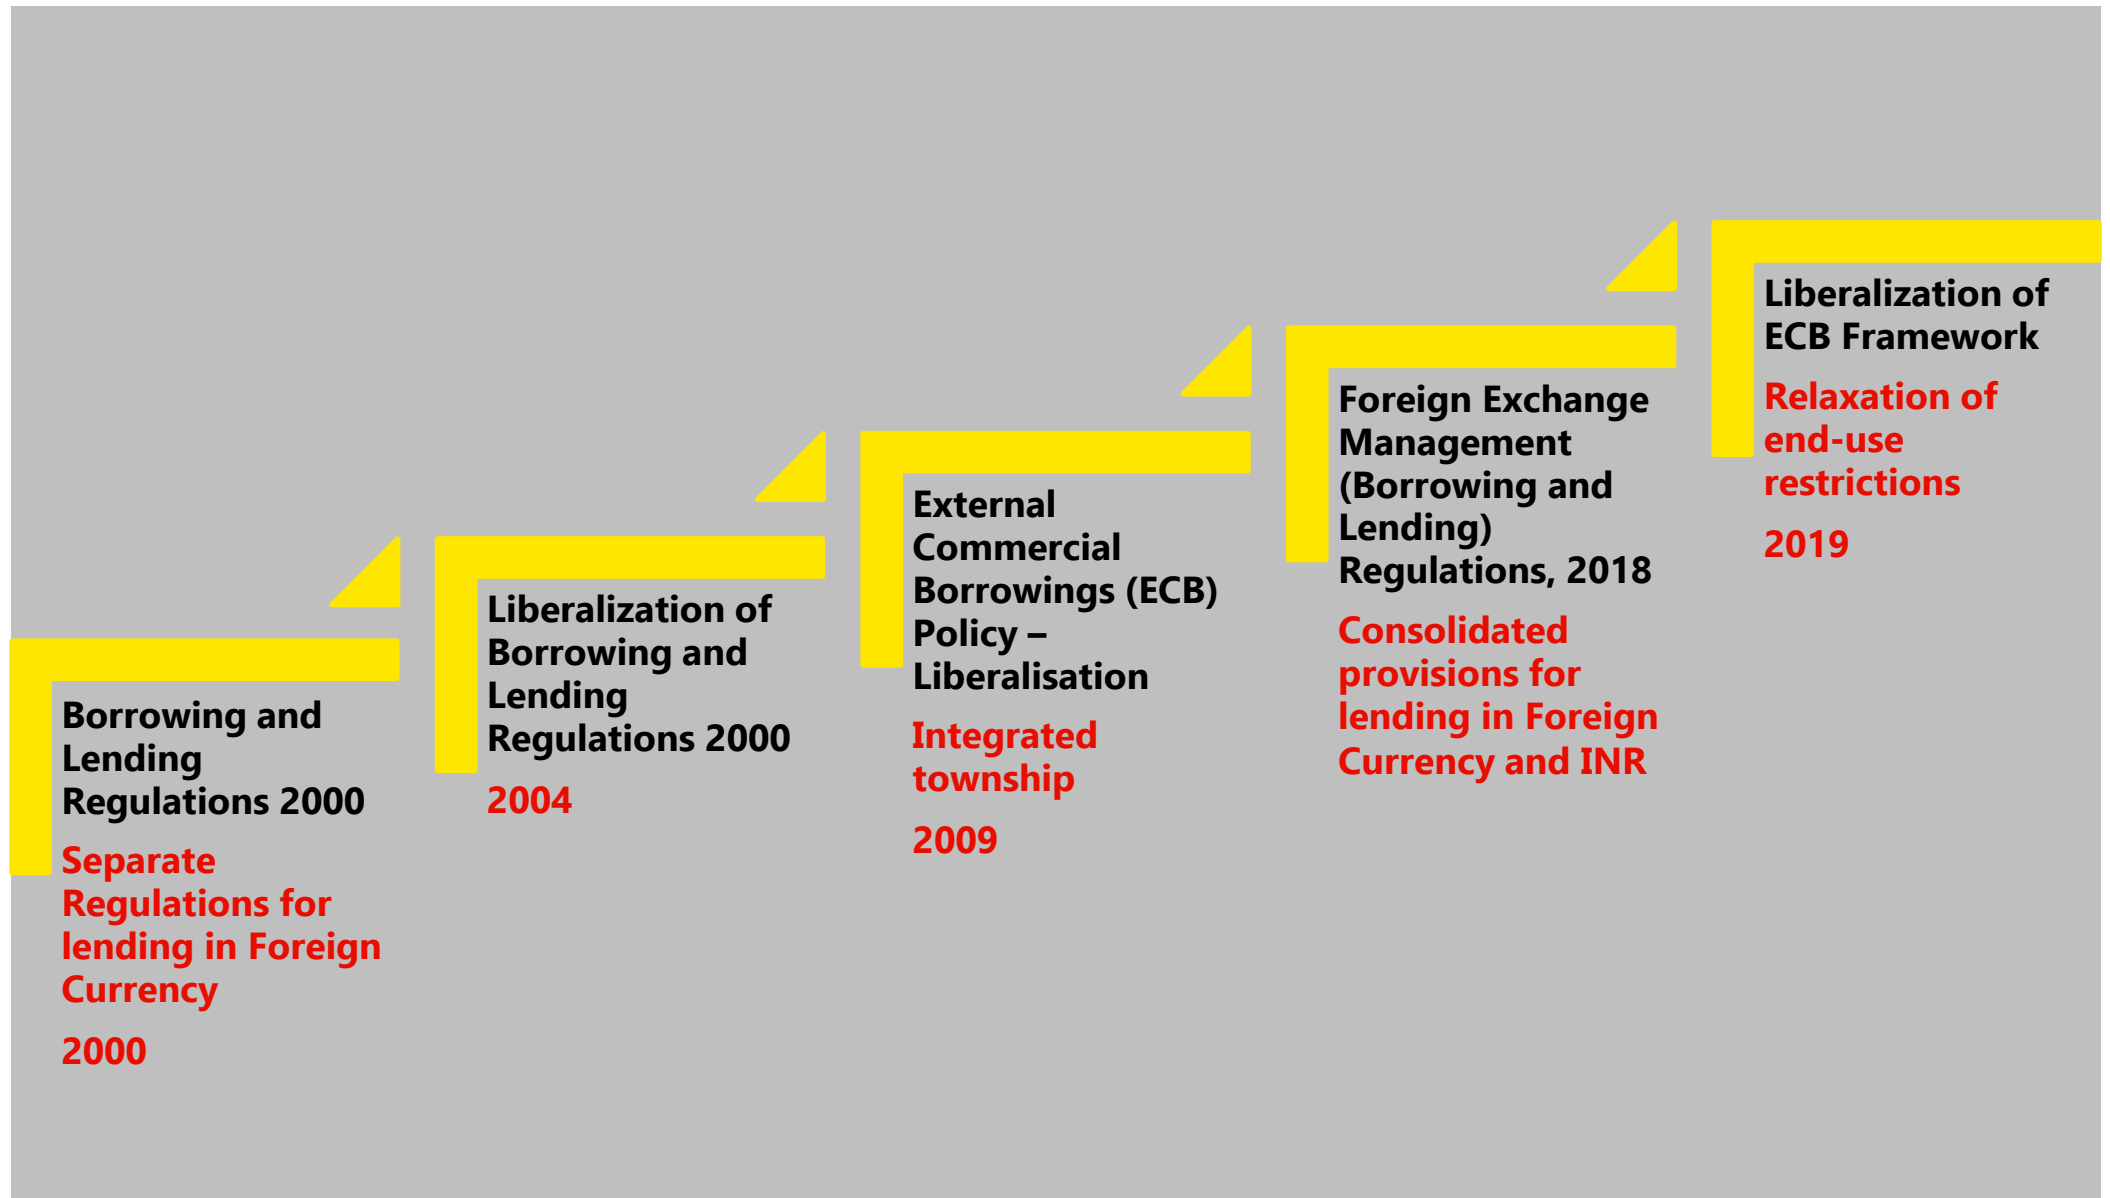 Borrowing and
Lending
Regulations 2000
Separate
Regulations for
lending in Foreign
Currency
2000
Liberalization of
Borrowing and
Lending
Regulations 2000
2004
External
Commercial
Borrowings (ECB)
Policy –
Liberalisation
Integrated
township
2009
Foreign Exchange
Management
(Borrowing and
Lending)
Regulations, 2018
Consolidated
provisions for
lending in Foreign
Currency and INR
Liberalization of
ECB Framework
Relaxation of
end-use
restrictions
2019